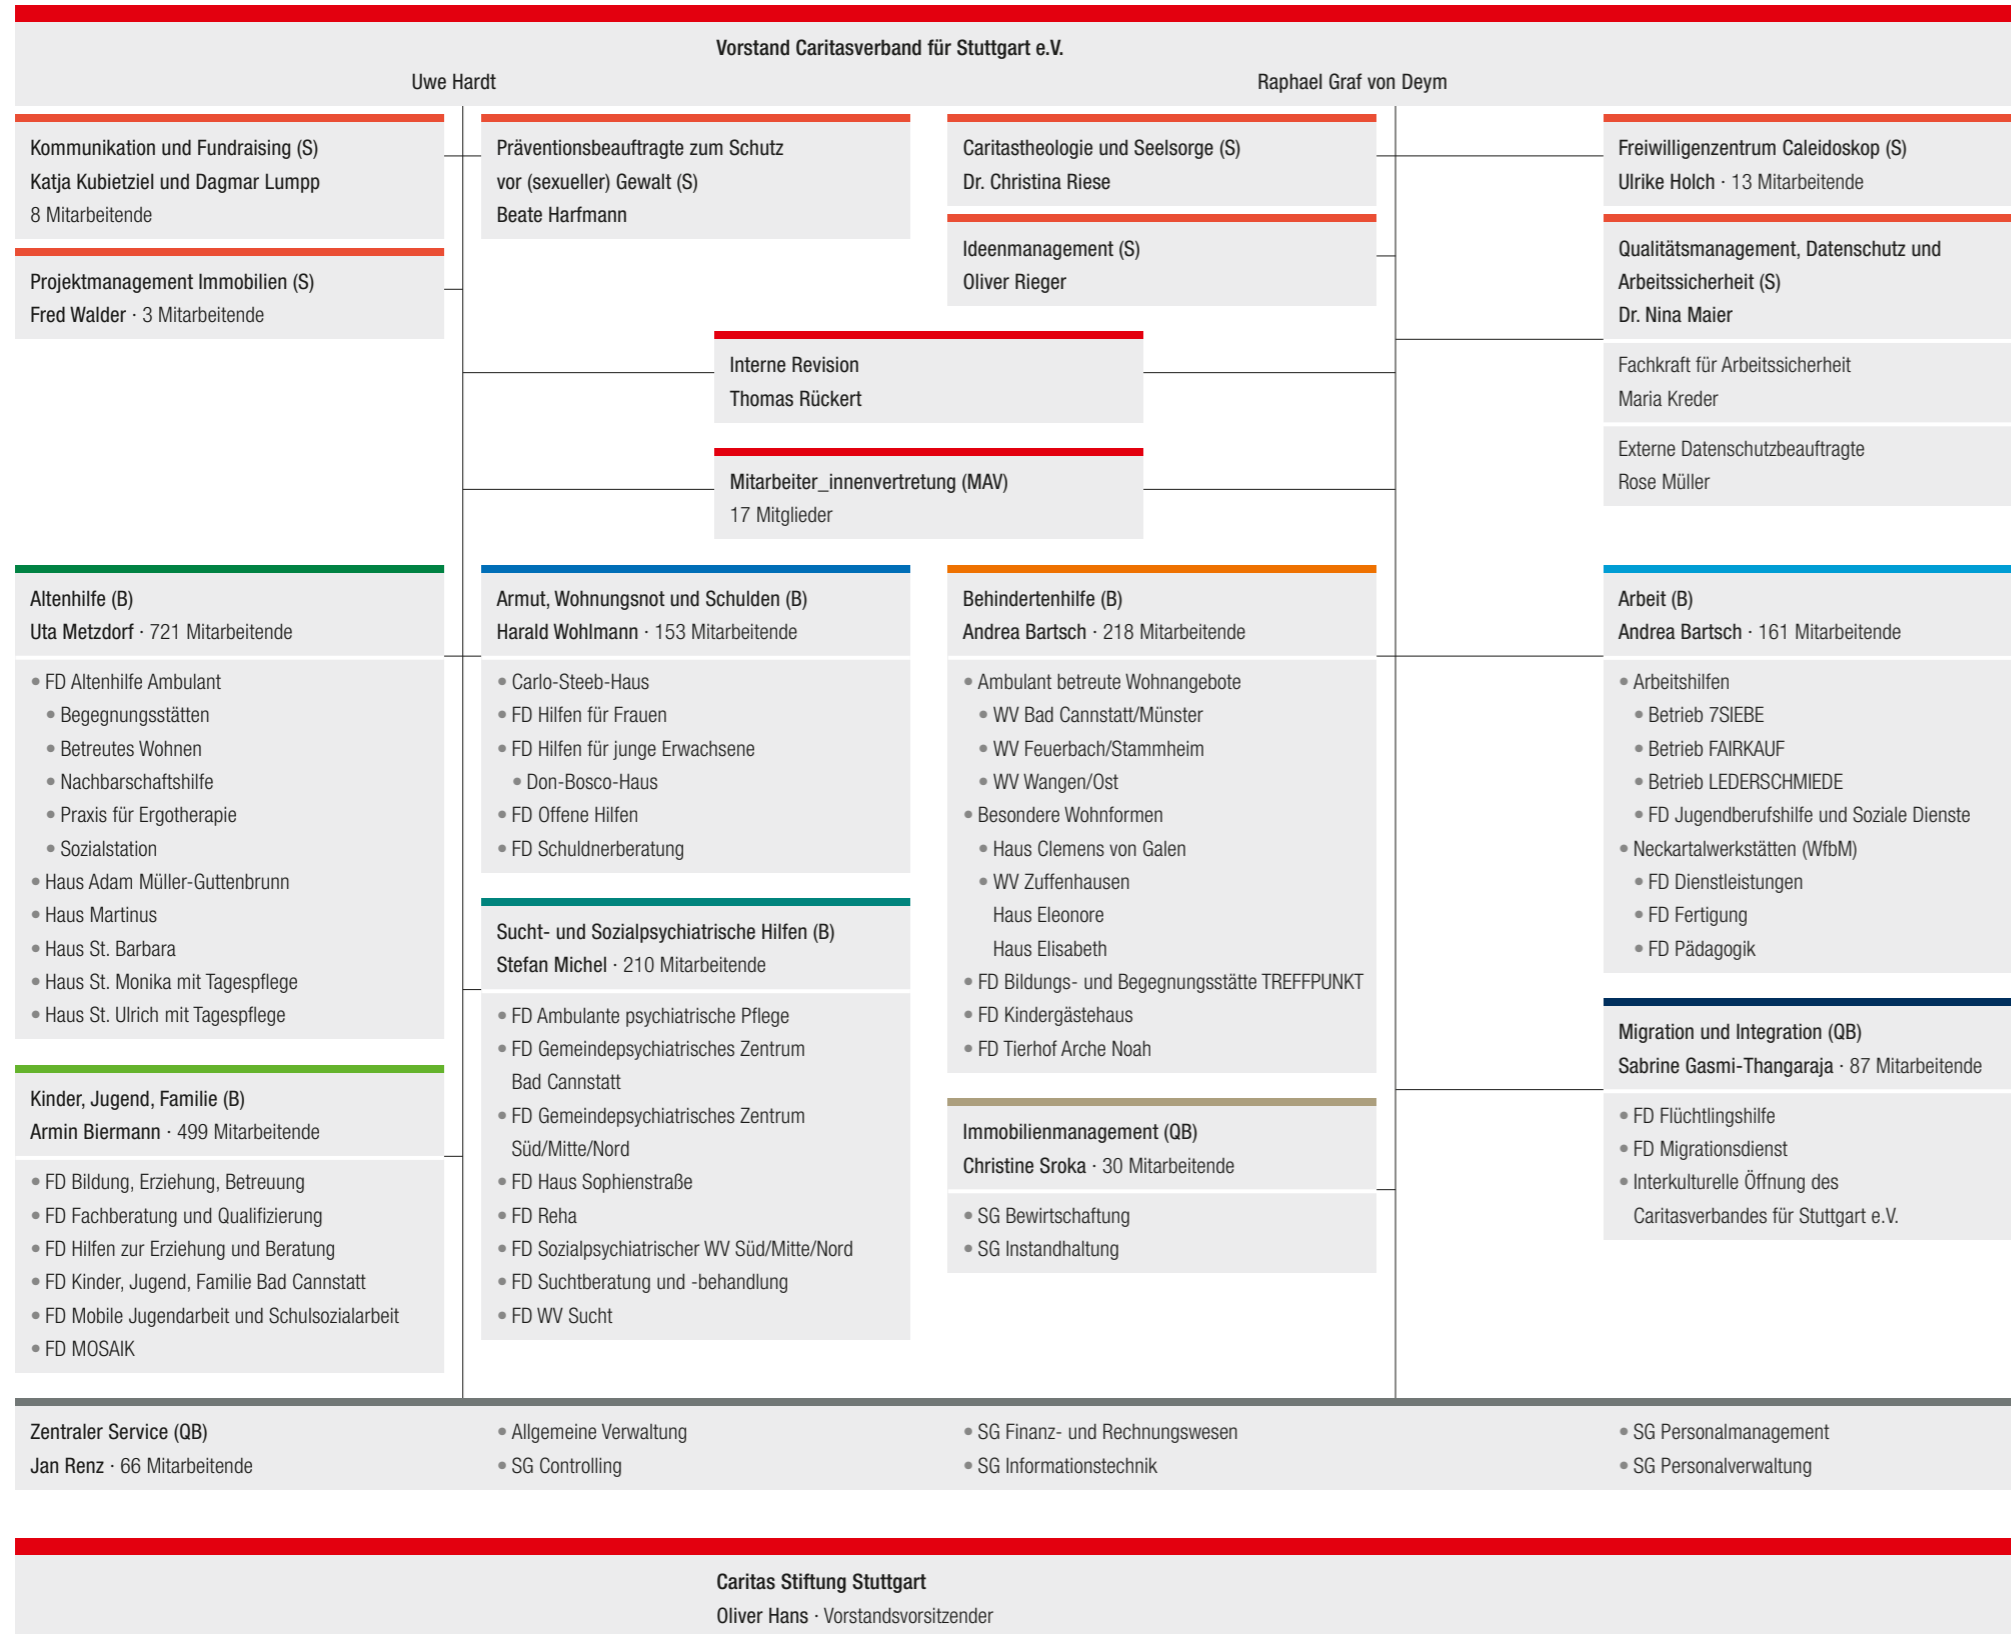 Vorstand Caritasverband für Stuttgart e.V.
Uwe Hardt
Raphael Graf von Deym
Kommunikation und Fundraising (S)
Katja Kubietziel und Dagmar Lumpp
8 Mitarbeitende
Projektmanagement Immobilien (S)
Fred Walder · 3 Mitarbeitende
Präventionsbeauftragte zum Schutz
vor (sexueller) Gewalt (S)
Beate Harfmann
Caritastheologie und Seelsorge (S)
Dr. Christina Riese
Ideenmanagement (S)
Oliver Rieger
Freiwilligenzentrum Caleidoskop (S)
Ulrike Holch · 13 Mitarbeitende
Qualitätsmanagement, Datenschutz und
Arbeitssicherheit (S)
Dr. Nina Maier
Fachkraft für Arbeitssicherheit
Maria Kreder
Externe Datenschutzbeauftragte
Rose Müller
Interne Revision
Thomas Rückert
Mitarbeiter_innenvertretung (MAV)
17 Mitglieder
Altenhilfe (B)
Uta Metzdorf · 721 Mitarbeitende
• FD Altenhilfe Ambulant
• Begegnungsstätten
• Betreutes Wohnen
• Nachbarschaftshilfe
• Praxis für Ergotherapie
• Sozialstation
• Haus Adam Müller-Guttenbrunn
• Haus Martinus
• Haus St. Barbara
• Haus St. Monika mit Tagespflege
• Haus St. Ulrich mit Tagespflege
Kinder, Jugend, Familie (B)
Armin Biermann · 499 Mitarbeitende
• FD Bildung, Erziehung, Betreuung
• FD Fachberatung und Qualifizierung
• FD Hilfen zur Erziehung und Beratung
• FD Kinder, Jugend, Familie Bad Cannstatt
• FD Mobile Jugendarbeit und Schulsozialarbeit
• FD MOSAIK
Armut, Wohnungsnot und Schulden (B)
Harald Wohlmann · 153 Mitarbeitende
• Carlo-Steeb-Haus
• FD Hilfen für Frauen
• FD Hilfen für junge Erwachsene
• Don-Bosco-Haus
• FD Offene Hilfen
• FD Schuldnerberatung
Sucht- und Sozialpsychiatrische Hilfen (B)
Stefan Michel · 210 Mitarbeitende
• FD Ambulante psychiatrische Pflege
• FD Gemeindepsychiatrisches Zentrum
Bad Cannstatt
• FD Gemeindepsychiatrisches Zentrum
Süd/Mitte/Nord
• FD Haus Sophienstraße
• FD Reha
• FD Sozialpsychiatrischer WV Süd/Mitte/Nord
• FD Suchtberatung und -behandlung
• FD WV Sucht
Behindertenhilfe (B)
Andrea Bartsch · 218 Mitarbeitende
• Ambulant betreute Wohnangebote
• WV Bad Cannstatt/Münster
• WV Feuerbach/Stammheim
• WV Wangen/Ost
• Besondere Wohnformen
• Haus Clemens von Galen
• WV Zuffenhausen
Haus Eleonore
Haus Elisabeth
• FD Bildungs- und Begegnungsstätte TREFFPUNKT
• FD Kindergästehaus
• FD Tierhof Arche Noah
Immobilienmanagement (QB)
Christine Sroka · 30 Mitarbeitende
• SG Bewirtschaftung
• SG Instandhaltung
Arbeit (B)
Andrea Bartsch · 161 Mitarbeitende
• Arbeitshilfen
• Betrieb 7SIEBE
• Betrieb FAIRKAUF
• Betrieb LEDERSCHMIEDE
• FD Jugendberufshilfe und Soziale Dienste
• Neckartalwerkstätten (WfbM)
• FD Dienstleistungen
• FD Fertigung
• FD Pädagogik
Migration und Integration (QB)
Sabrine Gasmi-Thangaraja · 87 Mitarbeitende
• FD Flüchtlingshilfe
• FD Migrationsdienst
• Interkulturelle Öffnung des
Caritasverbandes für Stuttgart e.V.
Zentraler Service (QB)
Jan Renz · 66 Mitarbeitende
• Allgemeine Verwaltung
• SG Controlling
• SG Finanz- und Rechnungswesen
• SG Informationstechnik
• SG Personalmanagement
• SG Personalverwaltung
Caritas Stiftung Stuttgart
Oliver Hans · Vorstandsvorsitzender